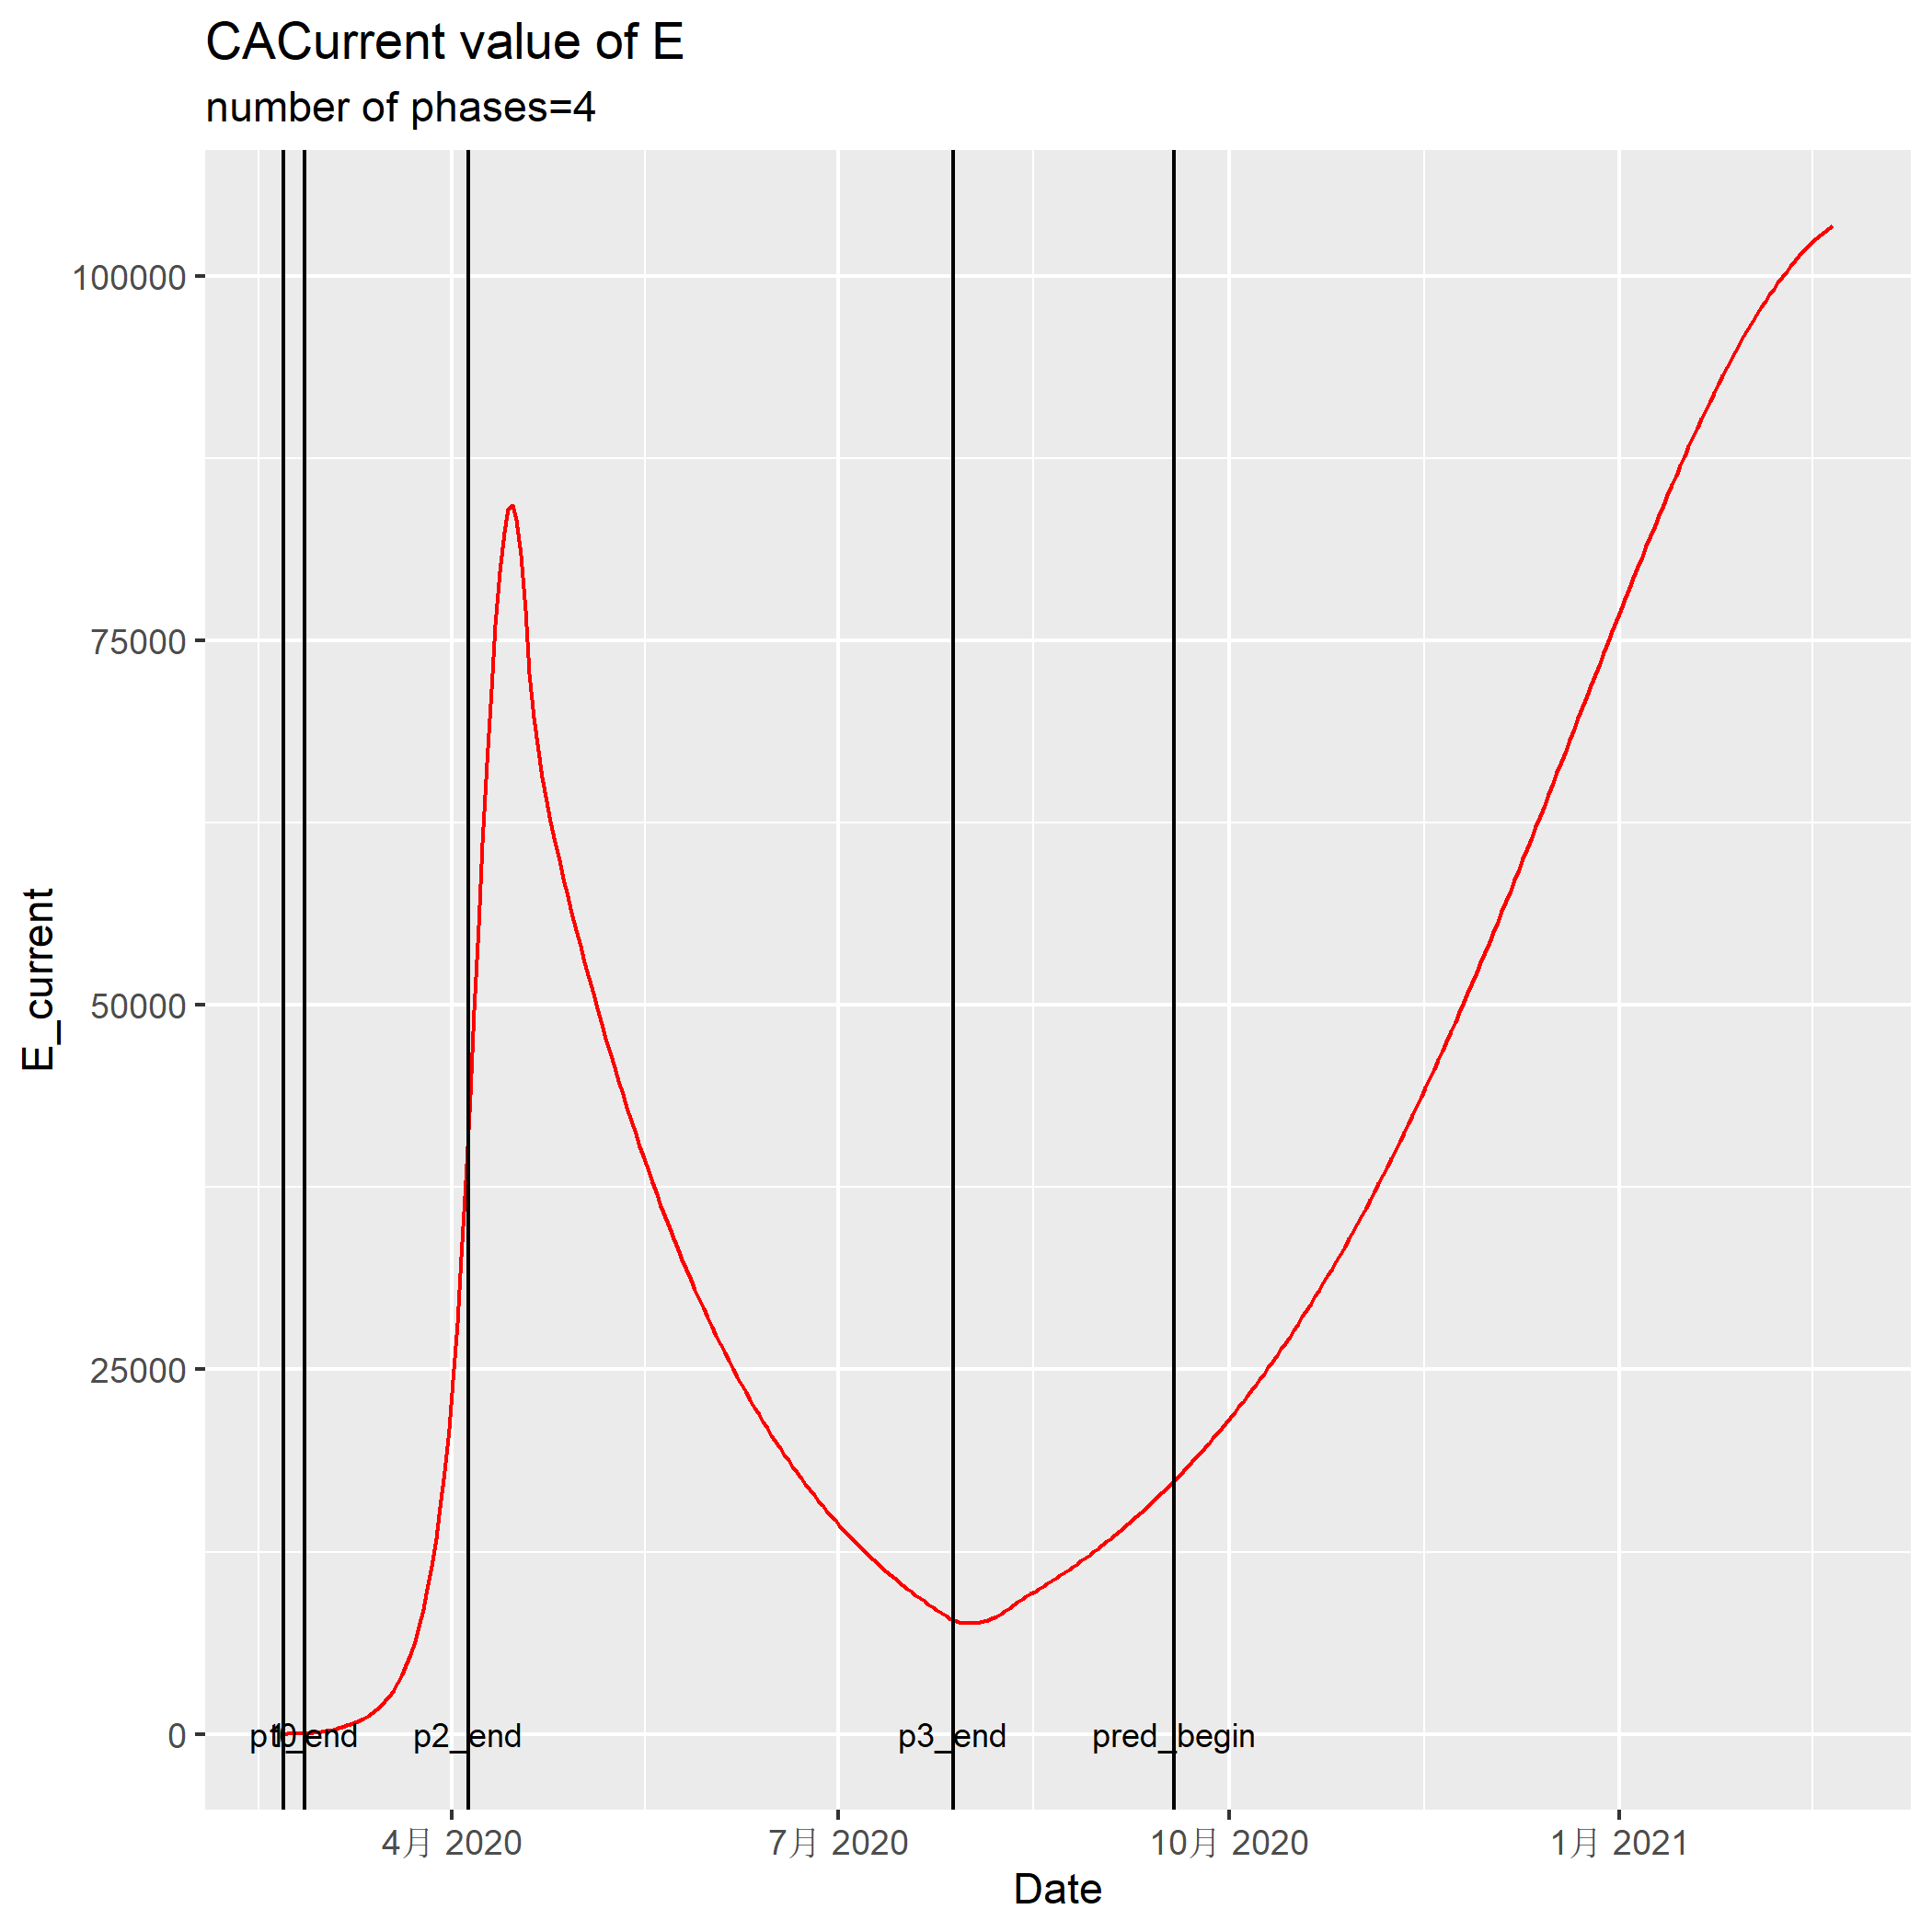 CACurrent value of E
number of phases=4
E_current
100000
75000
50000
25000
0
p2_end
p3_end
pred_begin
4月 2020
7月 2020
10月 2020
1月 2021
Date